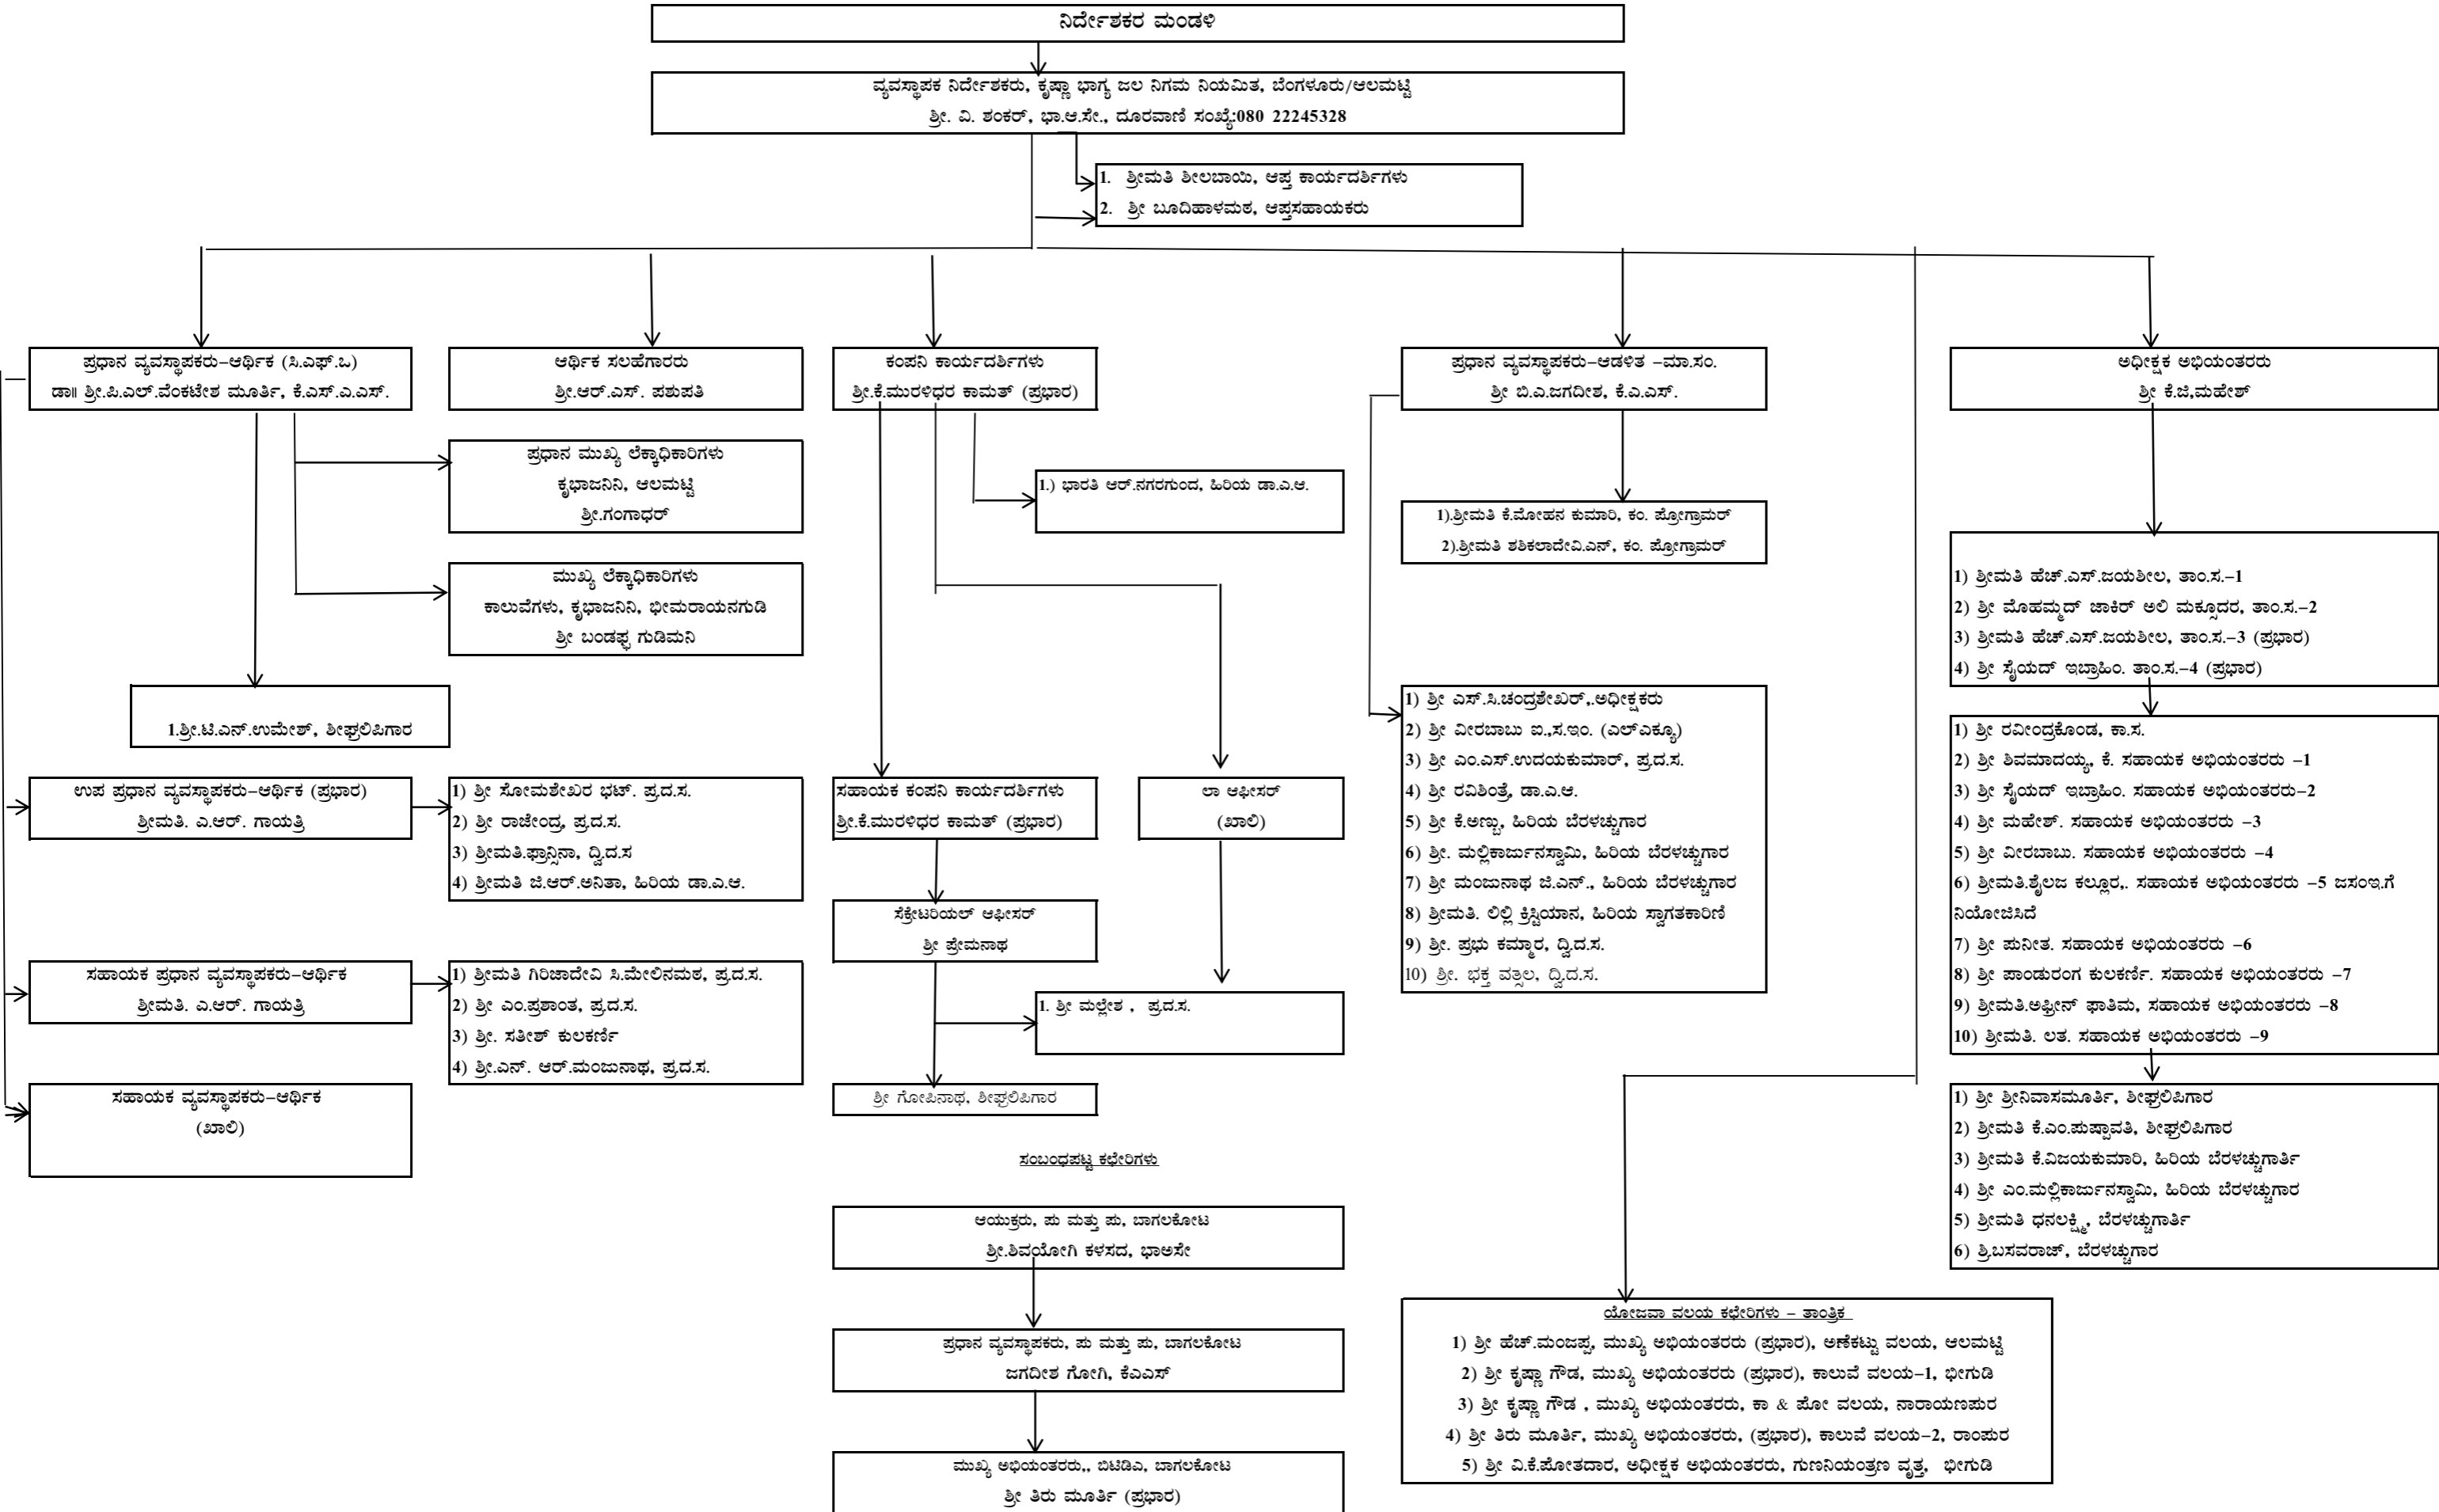 ನಿರ್ದೇಶಕರ ಮಂಡಳಿ
ವ್ಯವಸ್ಥಾಪಕ ನಿರ್ದೇಶಕರು, ಕೃಷ್ಣಾ ಭಾಗ್ಯ ಜಲ ನಿಗಮ ನಿಯಮಿತ, ಬೆಂಗಳೂರು/ಆಲಮಟ್ಟಿ
ಶ್ರೀ. ವಿ. ಶಂಕರ್, ಭಾ.ಆ.ಸೇ., ದೂರವಾಣಿ ಸಂಖ್ಯೆ:080 22245328
1. ಶ್ರೀಮತಿ ಶೀಲಬಾಯಿ, ಆಪ್ತ ಕಾರ್ಯದರ್ಶಿಗಳು
2. ಶ್ರೀ ಬೂದಿಹಾಳಮಠ, ಆಪ್ತಸಹಾಯಕರು
ಪ್ರಧಾನ ವ್ಯವಸ್ಥಾಪಕರು–ಆರ್ಥಿಕ (ಸಿ.ಎಫ್.ಒ)
ಡಾ॥ ಶ್ರೀ.ಪಿ.ಎಲ್.ವೆಂಕಟೇಶ ಮೂರ್ತಿ, ಕೆ.ಎಸ್.ಎ.ಎಸ್.
ಆರ್ಥಿಕ ಸಲಹೆಗಾರರು
ಶ್ರೀ.ಆರ್.ಎಸ್. ಪಶುಪತಿ
ಕಂಪನಿ ಕಾರ್ಯದರ್ಶಿಗಳು
ಶ್ರೀ.ಕೆ.ಮುರಳಿಧರ ಕಾಮತ್ (ಪ್ರಭಾರ)
ಪ್ರಧಾನ ವ್ಯವಸ್ಥಾಪಕರು–ಆಡಳಿತ –ಮಾ.ಸಂ.
ಶ್ರೀ ಬಿ.ಎ.ಜಗದೀಶ, ಕೆ.ಎ.ಎಸ್.
ಅಧೀಕ್ಷಕ ಅಭಿಯಂತರರು
ಶ್ರೀ ಕೆ.ಜಿ,ಮಹೇಶ್
ಪ್ರಧಾನ ಮುಖ್ಯ ಲೆಕ್ಕಾಧಿಕಾರಿಗಳು
ಕೃಭಾಜನಿನಿ, ಆಲಮಟ್ಟಿ
ಶ್ರೀ.ಗಂಗಾಧರ್
1.) ಭಾರತಿ ಆರ್.ನಗರಗುಂದ, ಹಿರಿಯ ಡಾ.ಎ.ಆ.
1).ಶ್ರೀಮತಿ ಕೆ.ಮೋಹನ ಕುಮಾರಿ, ಕಂ. ಪ್ರೋಗ್ರಾಮರ್
2).ಶ್ರೀಮತಿ ಶಶಿಕಲಾದೇವಿ.ಎನ್, ಕಂ. ಪ್ರೋಗ್ರಾಮರ್
ಮುಖ್ಯ ಲೆಕ್ಕಾಧಿಕಾರಿಗಳು
ಕಾಲುವೆಗಳು, ಕೃಭಾಜನಿನಿ, ಭೀಮರಾಯನಗುಡಿ
ಶ್ರೀ ಬಂಡಪ್ಪ ಗುಡಿಮನಿ
1) ಶ್ರೀಮತಿ ಹೆಚ್.ಎಸ್.ಜಯಶೀಲ, ತಾಂ.ಸ.–1
2) ಶ್ರೀ ಮೊಹಮ್ಮದ್ ಜಾಕಿರ್ ಅಲಿ ಮಕ್ಸೂದರ, ತಾಂ.ಸ.–2
3) ಶ್ರೀಮತಿ ಹೆಚ್.ಎಸ್.ಜಯಶೀಲ, ತಾಂ.ಸ.–3 (ಪ್ರಭಾರ)
4) ಶ್ರೀ ಸೈಯದ್ ಇಬ್ರಾಹಿಂ. ತಾಂ.ಸ.–4 (ಪ್ರಭಾರ)
1.ಶ್ರೀ.ಟಿ.ಎನ್.ಉಮೇಶ್, ಶೀಘ್ರಲಿಪಿಗಾರ
1) ಶ್ರೀ ಎಸ್.ಸಿ.ಚಂದ್ರಶೇಖರ್,.ಅಧೀಕ್ಷಕರು
2) ಶ್ರೀ ವೀರಬಾಬು ಐ.,ಸ.ಇಂ. (ಎಲ್‌ಎಕ್ಯೂ)
3) ಶ್ರೀ ಎಂ.ಎಸ್.ಉದಯಕುಮಾರ್, ಪ್ರ.ದ.ಸ.
4) ಶ್ರೀ ರವಿಶಿಂತ್ರೆ, ಡಾ.ಎ.ಆ.
5) ಶ್ರೀ ಕೆ.ಅಣ್ಬು, ಹಿರಿಯ ಬೆರಳಚ್ಚುಗಾರ
6) ಶ್ರೀ. ಮಲ್ಲಿಕಾರ್ಜುನಸ್ವಾಮಿ, ಹಿರಿಯ ಬೆರಳಚ್ಚುಗಾರ
7) ಶ್ರೀ ಮಂಜುನಾಥ ಜಿ.ಎನ್., ಹಿರಿಯ ಬೆರಳಚ್ಚುಗಾರ
8) ಶ್ರೀಮತಿ. ಲಿಲ್ಲಿ ಕ್ರಿಸ್ಟಿಯಾನ, ಹಿರಿಯ ಸ್ವಾಗತಕಾರಿಣಿ
9) ಶ್ರೀ. ಪ್ರಭು ಕಮ್ಮಾರ, ದ್ವಿ.ದ.ಸ.
10) ಶ್ರೀ. ಭಕ್ತ ವತ್ಸಲ, ದ್ವಿ.ದ.ಸ.
1) ಶ್ರೀ ರವೀಂದ್ರಕೊಂಡ, ಕಾ.ಸ.
2) ಶ್ರೀ ಶಿವಮಾದಯ್ಯ, ಕೆ. ಸಹಾಯಕ ಅಭಿಯಂತರರು –1
3) ಶ್ರೀ ಸೈಯದ್ ಇಬ್ರಾಹಿಂ. ಸಹಾಯಕ ಅಭಿಯಂತರರು–2
4) ಶ್ರೀ ಮಹೇಶ್. ಸಹಾಯಕ ಅಭಿಯಂತರರು –3
5) ಶ್ರೀ ವೀರಬಾಬು. ಸಹಾಯಕ ಅಭಿಯಂತರರು –4
6) ಶ್ರೀಮತಿ.ಶೈಲಜ ಕಲ್ಲೂರ,. ಸಹಾಯಕ ಅಭಿಯಂತರರು –5 ಜಸಂಇ.ಗೆ
ನಿಯೋಜಿಸಿದೆ
7) ಶ್ರೀ ಪುನೀತ. ಸಹಾಯಕ ಅಭಿಯಂತರರು –6
8) ಶ್ರೀ ಪಾಂಡುರಂಗ ಕುಲಕರ್ಣಿ. ಸಹಾಯಕ ಅಭಿಯಂತರರು –7
9) ಶ್ರೀಮತಿ.ಅಫ್ರೀನ್ ಫಾತಿಮ, ಸಹಾಯಕ ಅಭಿಯಂತರರು –8
10) ಶ್ರೀಮತಿ. ಲತ. ಸಹಾಯಕ ಅಭಿಯಂತರರು –9
ಉಪ ಪ್ರಧಾನ ವ್ಯವಸ್ಥಾಪಕರು–ಆರ್ಥಿಕ (ಪ್ರಭಾರ)
ಶ್ರೀಮತಿ. ಎ.ಆರ್. ಗಾಯತ್ರಿ
1) ಶ್ರೀ ಸೋಮಶೇಖರ ಭಟ್. ಪ್ರ.ದ.ಸ.
2) ಶ್ರೀ ರಾಜೇಂದ್ರ, ಪ್ರ.ದ.ಸ.
3) ಶ್ರೀಮತಿ.ಫ್ರಾನ್ಸಿನಾ, ದ್ವಿ.ದ.ಸ
4) ಶ್ರೀಮತಿ ಜಿ.ಆರ್.ಅನಿತಾ, ಹಿರಿಯ ಡಾ.ಎ.ಆ.
ಸಹಾಯಕ ಕಂಪನಿ ಕಾರ್ಯದರ್ಶಿಗಳು
ಶ್ರೀ.ಕೆ.ಮುರಳಿಧರ ಕಾಮತ್ (ಪ್ರಭಾರ)
ಲಾ ಆಫೀಸರ್
(ಖಾಲಿ)
ಸೆಕ್ರೇಟರಿಯಲ್ ಆಫೀಸರ್
ಶ್ರೀ ಪ್ರೇಮನಾಥ
ಸಹಾಯಕ ಪ್ರಧಾನ ವ್ಯವಸ್ಥಾಪಕರು–ಆರ್ಥಿಕ
ಶ್ರೀಮತಿ. ಎ.ಆರ್. ಗಾಯತ್ರಿ
1) ಶ್ರೀಮತಿ ಗಿರಿಜಾದೇವಿ ಸಿ.ಮೇಲಿನಮಠ, ಪ್ರ.ದ.ಸ.
2) ಶ್ರೀ ಎಂ.ಪ್ರಶಾಂತ, ಪ್ರ.ದ.ಸ.
3) ಶ್ರೀ. ಸತೀಶ್ ಕುಲಕರ್ಣಿ
4) ಶ್ರೀ.ಎನ್. ಆರ್.ಮಂಜುನಾಥ, ಪ್ರ.ದ.ಸ.
1. ಶ್ರೀ ಮಲ್ಲೇಶ , ಪ್ರ.ದ.ಸ.
ಸಹಾಯಕ ವ್ಯವಸ್ಥಾಪಕರು–ಆರ್ಥಿಕ
(ಖಾಲಿ)
ಶ್ರೀ ಗೋಪಿನಾಥ, ಶೀಘ್ರಲಿಪಿಗಾರ
1) ಶ್ರೀ ಶ್ರೀನಿವಾಸಮೂರ್ತಿ, ಶೀಘ್ರಲಿಪಿಗಾರ
2) ಶ್ರೀಮತಿ ಕೆ.ಎಂ.ಪುಷ್ಪಾವತಿ, ಶೀಘ್ರಲಿಪಿಗಾರ
3) ಶ್ರೀಮತಿ ಕೆ.ವಿಜಯಕುಮಾರಿ, ಹಿರಿಯ ಬೆರಳಚ್ಚುಗಾರ್ತಿ
4) ಶ್ರೀ ಎಂ.ಮಲ್ಲಿಕಾರ್ಜುನಸ್ವಾಮಿ, ಹಿರಿಯ ಬೆರಳಚ್ಚುಗಾರ
5) ಶ್ರೀಮತಿ ಧನಲಕ್ಷ್ಮಿ, ಬೆರಳಚ್ಚುಗಾರ್ತಿ
6) ಶ್ರಿ.ಬಸವರಾಜ್, ಬೆರಳಚ್ಚುಗಾರ
ಸಂಬಂಧಪಟ್ಟ ಕಛೇರಿಗಳು
ಆಯುಕ್ತರು, ಪು ಮತ್ತು ಪು, ಬಾಗಲಕೋಟ
ಶ್ರೀ.ಶಿವಯೋಗಿ ಕಳಸದ, ಭಾಅಸೇ
ಪ್ರಧಾನ ವ್ಯವಸ್ಥಾಪಕರು, ಪು ಮತ್ತು ಪು, ಬಾಗಲಕೋಟ
ಜಗದೀಶ ಗೋಗಿ, ಕೆಎಎಸ್
ಮುಖ್ಯ ಅಭಿಯಂತರರು,, ಬಿಟಿಡಿಎ, ಬಾಗಲಕೋಟ
ಶ್ರೀ ತಿರು ಮೂರ್ತಿ (ಪ್ರಭಾರ)
ಯೋಜವಾ ವಲಯ ಕಛೇರಿಗಳು – ತಾಂತ್ರಿಕ
1) ಶ್ರೀ ಹೆಚ್.ಮಂಜಪ್ಪ, ಮುಖ್ಯ ಅಭಿಯಂತರರು (ಪ್ರಭಾರ), ಅಣೆಕಟ್ಟು ವಲಯ, ಆಲಮಟ್ಟಿ
2) ಶ್ರೀ ಕೃಷ್ಣಾ ಗೌಡ, ಮುಖ್ಯ ಅಭಿಯಂತರರು (ಪ್ರಭಾರ), ಕಾಲುವೆ ವಲಯ–1, ಭೀಗುಡಿ
3) ಶ್ರೀ ಕೃಷ್ಣಾ ಗೌಡ , ಮುಖ್ಯ ಅಭಿಯಂತರರು, ಕಾ & ಪೋ ವಲಯ, ನಾರಾಯಣಪುರ
4) ಶ್ರೀ ತಿರು ಮೂರ್ತಿ, ಮುಖ್ಯ ಅಭಿಯಂತರರು, (ಪ್ರಭಾರ), ಕಾಲುವೆ ವಲಯ–2, ರಾಂಪುರ
5) ಶ್ರೀ ವಿ.ಕೆ.ಪೋತದಾರ, ಅಧೀಕ್ಷಕ ಅಭಿಯಂತರರು, ಗುಣನಿಯಂತ್ರಣ ವೃತ್ತ, ಭೀಗುಡಿ